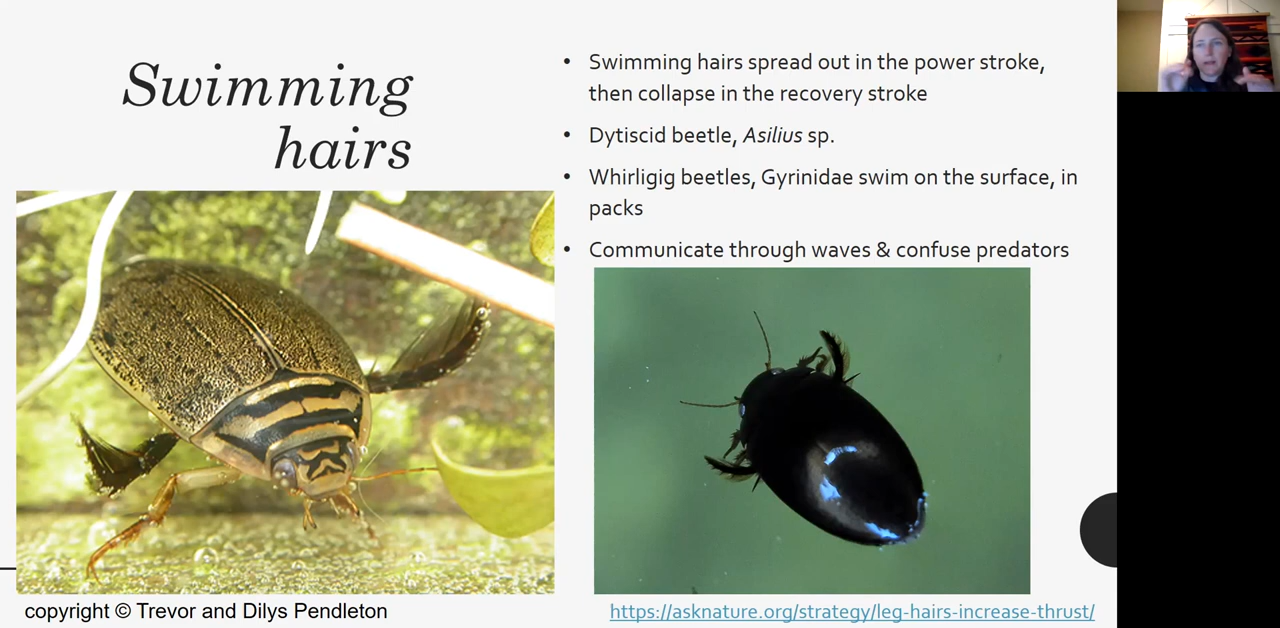 Swimming
hairs
• Swimming hairs spread out in the power stroke,
then collapse in the recovery stroke
• Dytiscid beetle, Asilius sp.
• Whirligig beetles, Gyrinidae swim on the surface, in
packs
• Communicate through waves & confuse predators
copyright © Trevor and Dilys Pendleton
https://asknature.org/strategy/leg-hairs-increase-thrust/